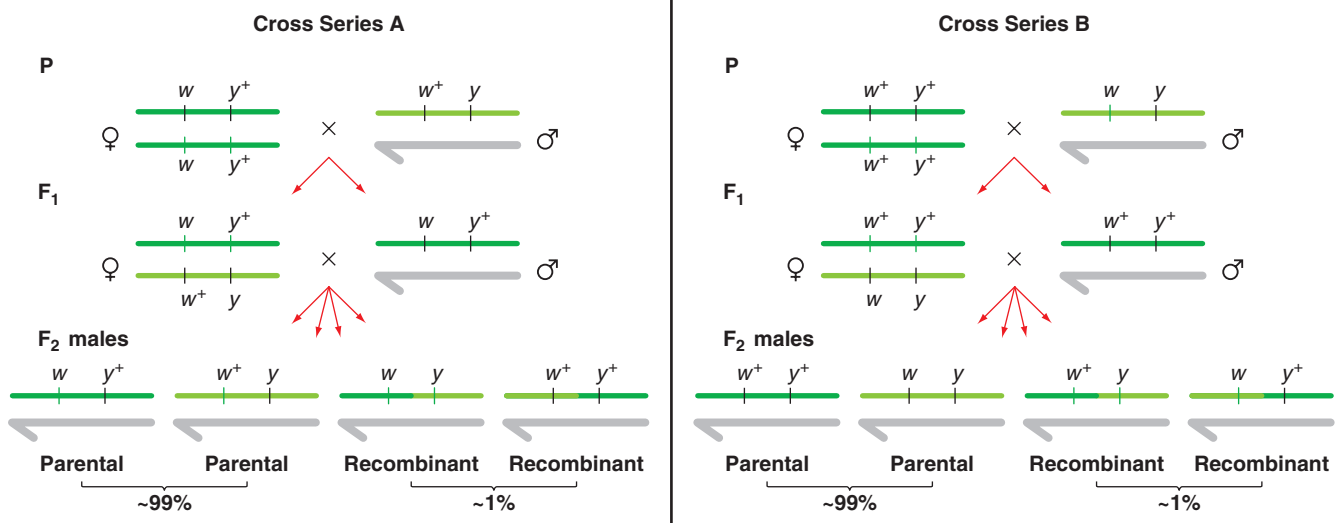 Cross Series A
P
w y+ w+ y
♀ × ♂
w y+
F1
w y+ w y+
♀ × ♂
w+ y
F2 males
w y+ w+ y w y w+ y+
Parental Parental Recombinant Recombinant
~99% ~1%
Cross Series B
P
w+ y+ w y
♀ × ♂
w+ y+
F1
w+ y+ w+ y+
♀ × ♂
w y
F2 males
w+ y+ w y w+ y w y+
Parental Parental Recombinant Recombinant
~99% ~1%